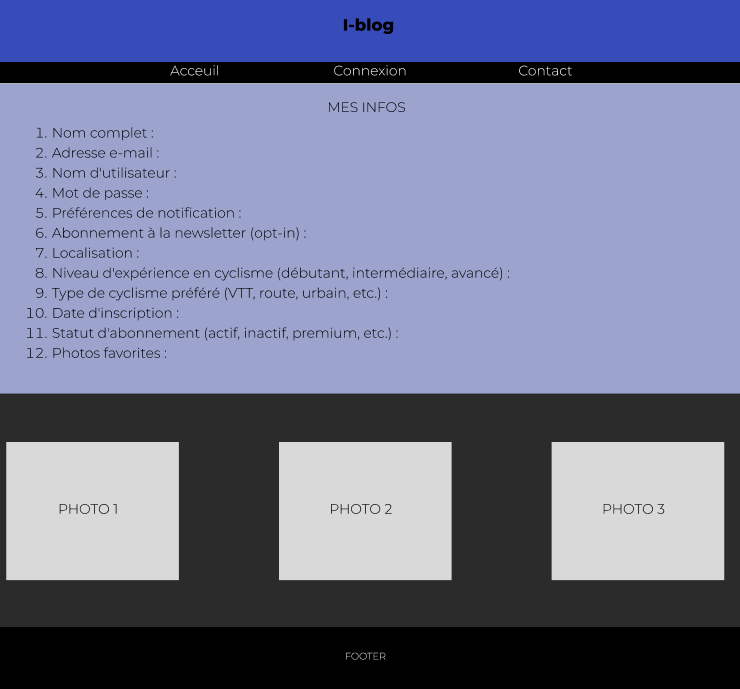 I-blog
Acceuil Connexion Contact
MES INFOS
1. Nom complet :
2. Adresse e-mail :
3. Nom d'utilisateur :
4. Mot de passe :
5. Préférences de notification :
6. Abonnement à la newsletter (opt-in) :
7. Localisation :
8. Niveau d'expérience en cyclisme (débutant, intermédiaire, avancé) :
9. Type de cyclisme préféré (VTT, route, urbain, etc.) :
10. Date d'inscription :
11. Statut d'abonnement (actif, inactif, premium, etc.) :
12. Photos favorites :
PHOTO 1 PHOTO 2 PHOTO 3
FOOTER